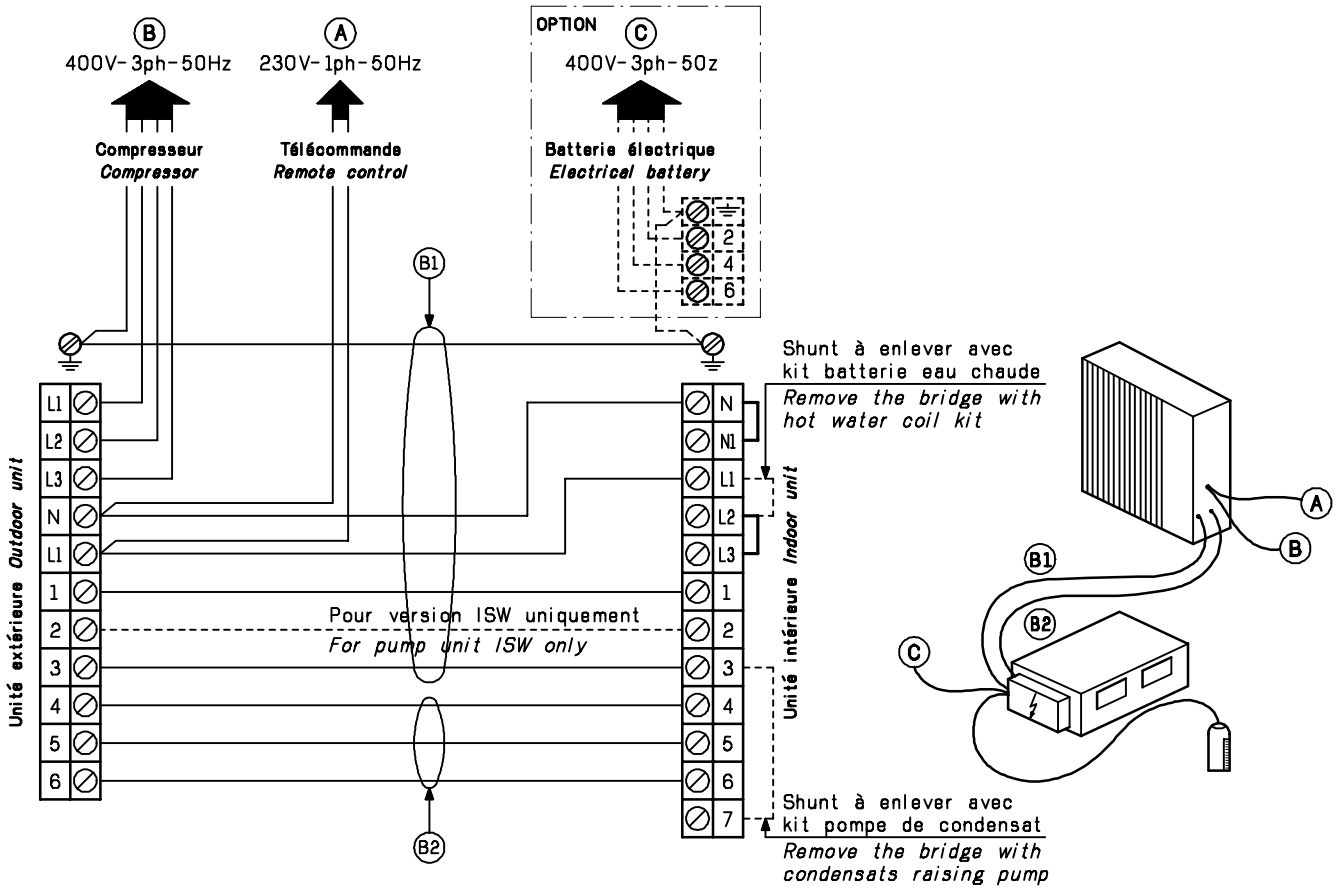 OPTION
B
A
C
400V-3ph-50Hz
230V-1ph-50Hz
400V-3ph-50z
Compresseur
Compressor
Télécommande
Remote control
Batterie électrique
Electrical battery
2
4
6
B1
Shunt à enlever avec
kit batterie eau chaude
Remove the bridge with
hot water coil kit
Unité extérieure Outdoor unit
L1
L2
L3
N
L1
1
2
3
4
5
6
Pour version ISW uniquement
For pump unit ISW only
N
N1
L1
L2
L3
1
2
3
4
5
6
7
Unité intérieure Indoor unit
A
B
B1
B2
C
B2
Shunt à enlever avec
kit pompe de condensat
Remove the bridge with
condensats raising pump